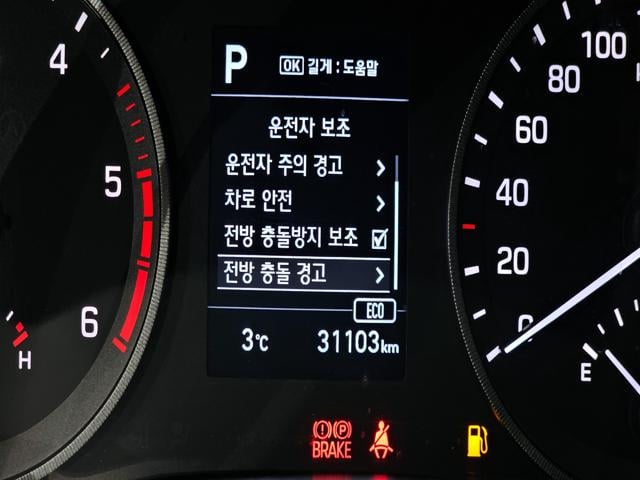 P
OK 길게 : 도움말
운전자 보조
운전자 주의 경고
차로 안전
전방 충돌방지 보조
전방 충돌 경고
ECO
3℃ 31103km
4
5
6
H
100
80
60
40
20
0
E
(!) (P)
BRAKE